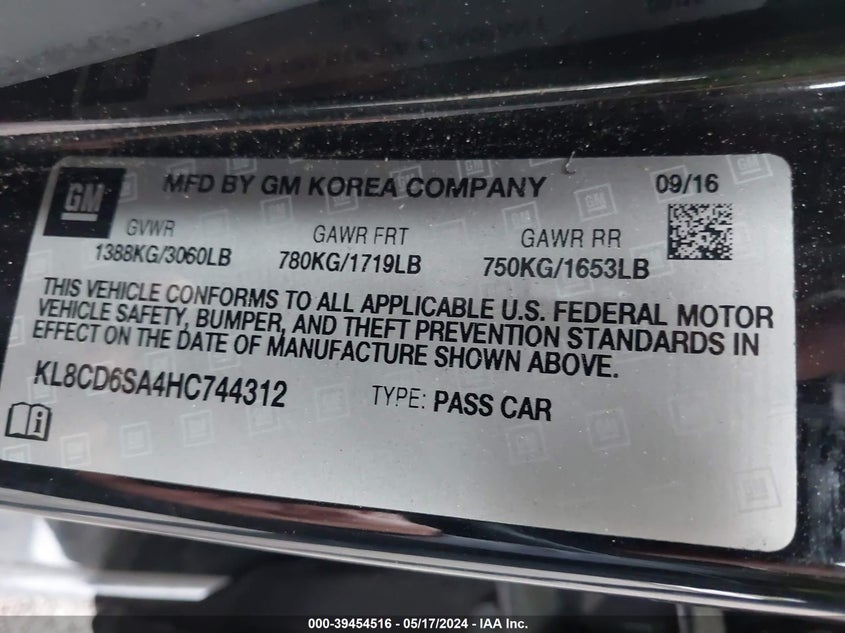 GM
MFD BY GM KOREA COMPANY 09/16
GVWR GAWR FRT GAWR RR
1388KG/3060LB 780KG/1719LB 750KG/1653LB
THIS VEHICLE CONFORMS TO ALL APPLICABLE U.S. FEDERAL MOTOR
VEHICLE SAFETY, BUMPER, AND THEFT PREVENTION STANDARDS IN
EFFECT ON THE DATE OF MANUFACTURE SHOWN ABOVE.
KL8CD6SA4HC744312 TYPE: PASS CAR
000-39454516 - 05/17/2024 - IAA Inc.